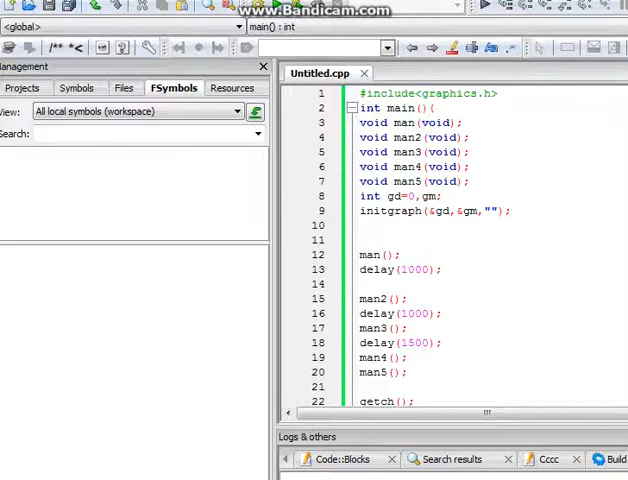 www.Bandicam.com
<global>
main() : int
/** *<
Management
Projects
Symbols
Files
FSymbols
Resources
View:
All local symbols (workspace)
Search:
Untitled.cpp
1 #include<graphics.h>
2 int main(){
3 void man(void);
4 void man2(void);
5 void man3(void);
6 void man4(void);
7 void man5(void);
8 int gd=0,gm;
9 initgraph(&gd,&gm,"");
10
11
12 man();
13 delay(1000);
14
15 man2();
16 delay(1000);
17 man3();
18 delay(1500);
19 man4();
20 man5();
21
22 getch();
Logs & others
Code::Blocks
Search results
Cccc
Build